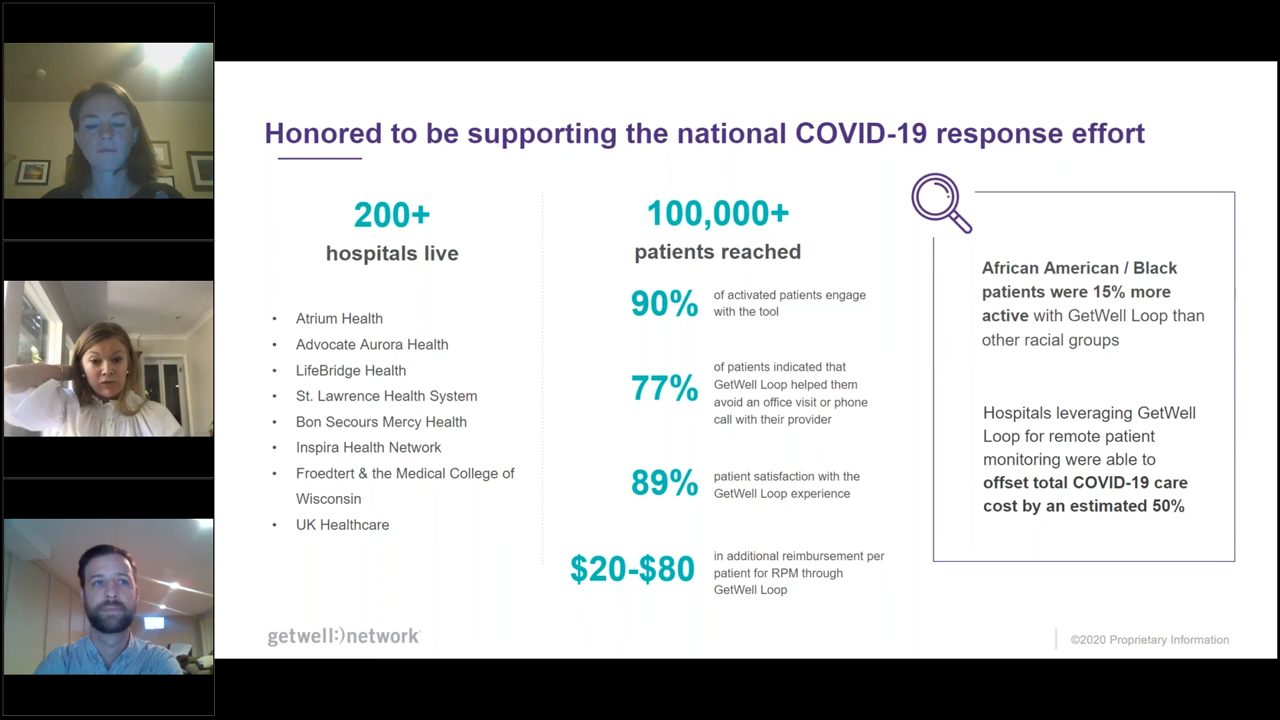 Honored to be supporting the national COVID-19 response effort
200+
hospitals live
• Atrium Health
• Advocate Aurora Health
• LifeBridge Health
• St. Lawrence Health System
• Bon Secours Mercy Health
• Inspira Health Network
• Froedtert & the Medical College of
Wisconsin
• UK Healthcare
100,000+
patients reached
90%
of activated patients engage
with the tool
77%
of patients indicated that
GetWell Loop helped them
avoid an office visit or phone
call with their provider
89%
patient satisfaction with the
GetWell Loop experience
$20-$80
in additional reimbursement per
patient for RPM through
GetWell Loop
African American / Black
patients were 15% more
active with GetWell Loop than
other racial groups
Hospitals leveraging GetWell
Loop for remote patient
monitoring were able to
offset total COVID-19 care
cost by an estimated 50%
getwell:)network
©2020 Proprietary Information